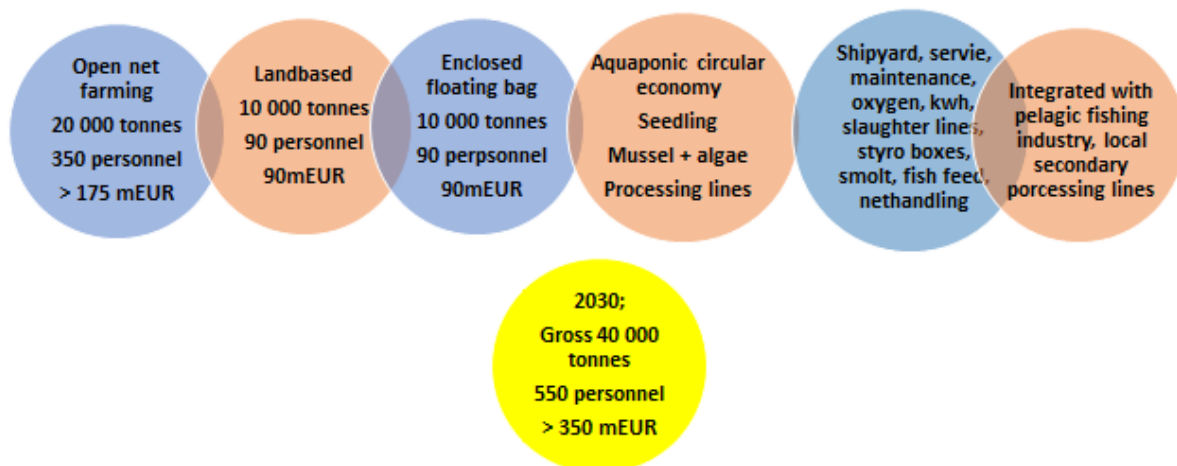 Open net
farming
20 000 tonnes
350 personnel
> 175 mEUR
Landbased
10 000 tonnes
90 personnel
90mEUR
Enclosed
floating bag
10 000 tonnes
90 perpsonnel
90mEUR
Aquaponic circular
economy
Seedling
Mussel + algae
Processing lines
Shipyard, servie,
maintenance,
oxygen, kwh,
slaughter lines,
styro boxes,
smolt, fish feed,
nethandling
Integrated with
pelagic fishing
industry, local
secondary
porcessing lines
2030;
Gross 40 000
tonnes
550 personnel
> 350 mEUR